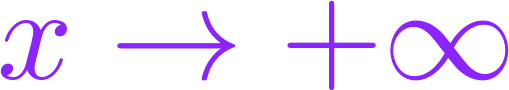 x → +∞